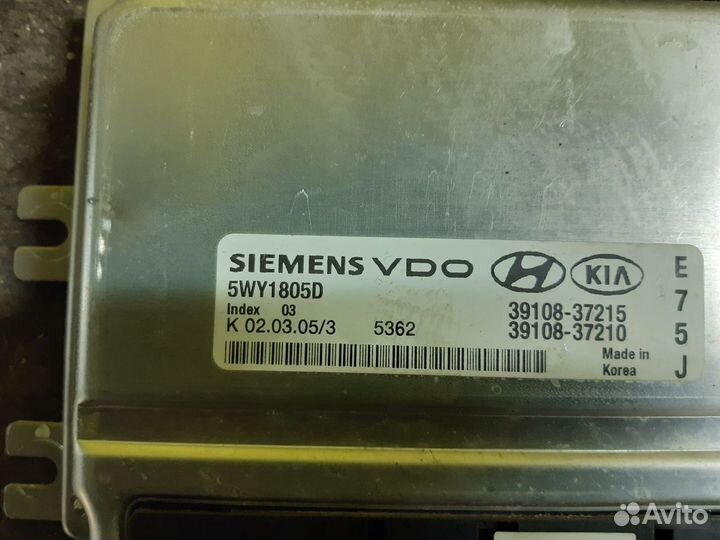 SIEMENS VDO KIA
5WY1805D
Index 03
K 02.03.05/3 5362
39108-37215
39108-37210
Made in
Korea
E
7
5
J
Avito